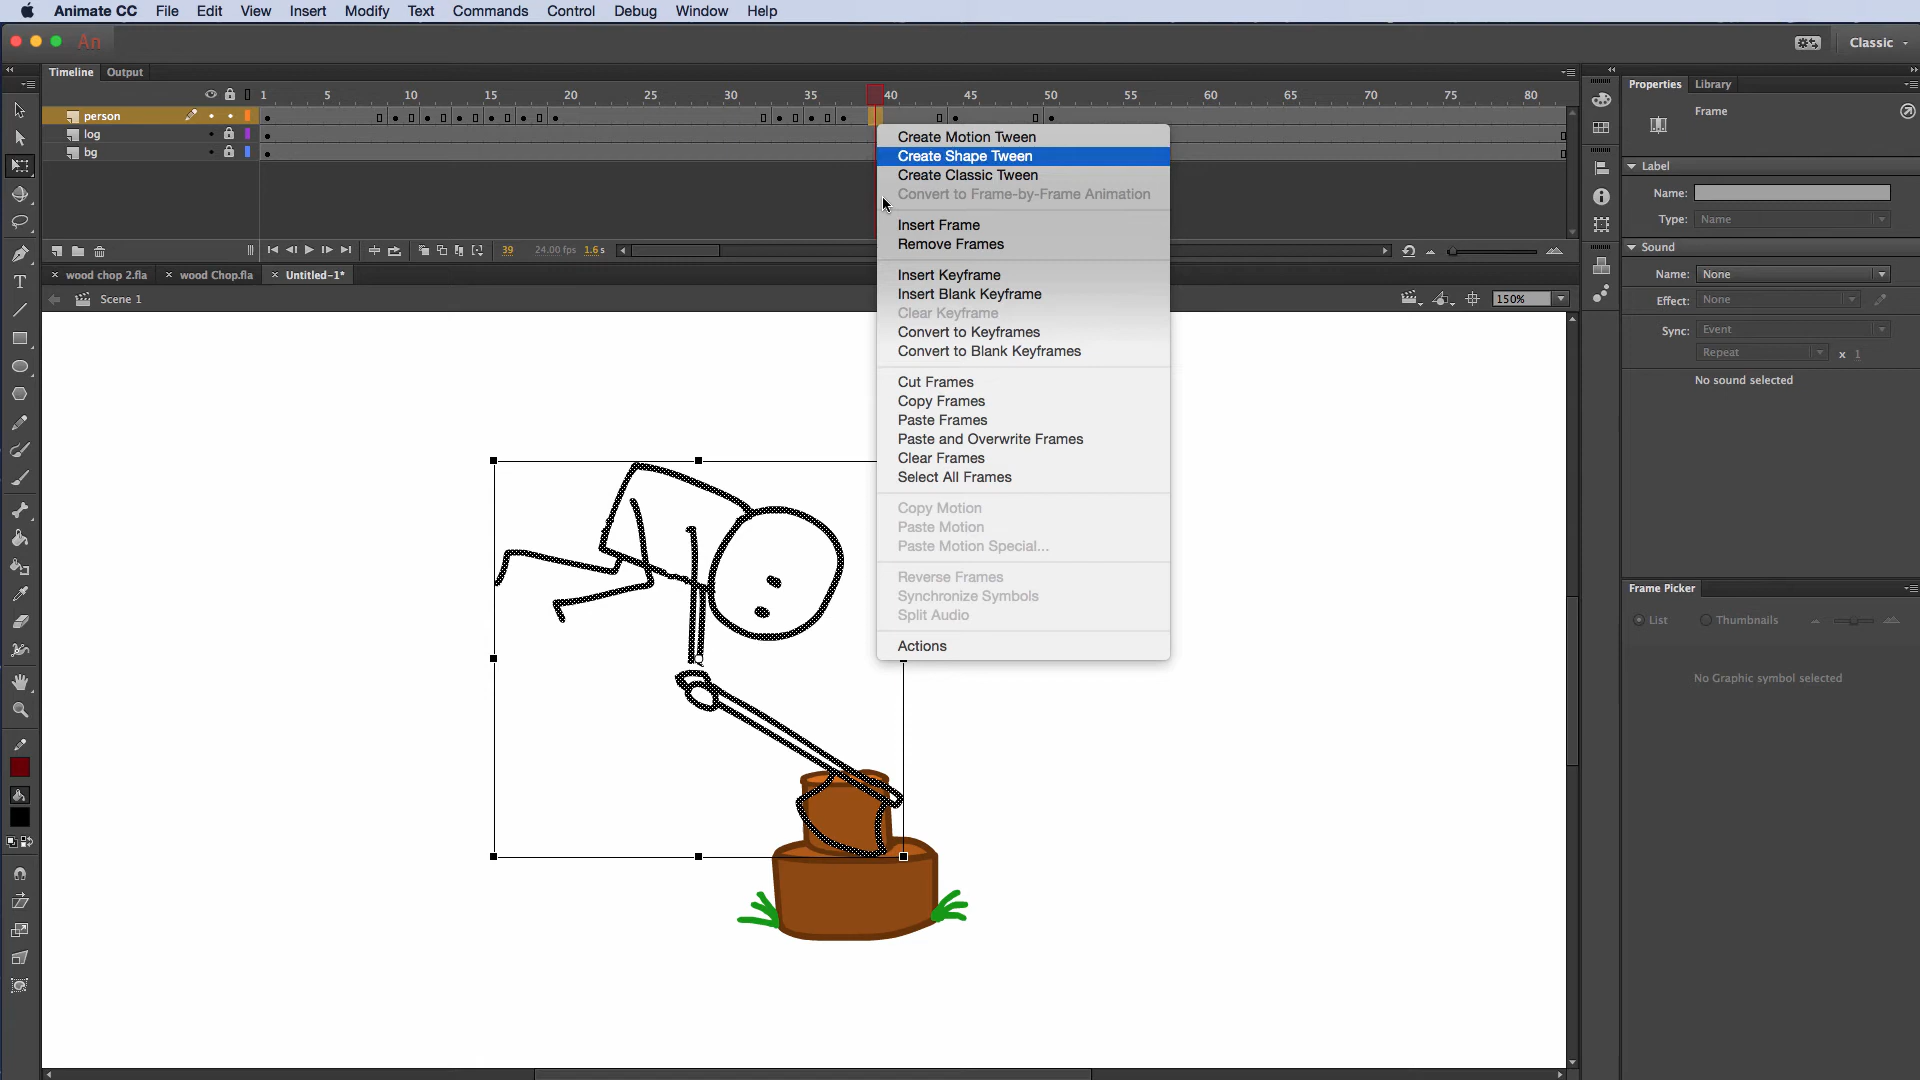 Animate CC File Edit View Insert Modify Text Commands Control Debug Window Help
An Classic
Timeline Output
Properties Library
1 5 10 15 20 25 30 35 40 45 50 55 60 65 70 75 80
person
log
bg
Frame
Label
Name:
Type: Name
Sound
Name: None
Effect: None
Sync: Event
Repeat x 1
No sound selected
39 24.00 fps 1.6 s
wood chop 2.fla wood Chop.fla Untitled-1*
Scene 1
150%
Create Motion Tween
Create Shape Tween
Create Classic Tween
Convert to Frame-by-Frame Animation
Insert Frame
Remove Frames
Insert Keyframe
Insert Blank Keyframe
Clear Keyframe
Convert to Keyframes
Convert to Blank Keyframes
Cut Frames
Copy Frames
Paste Frames
Paste and Overwrite Frames
Clear Frames
Select All Frames
Copy Motion
Paste Motion
Paste Motion Special...
Reverse Frames
Synchronize Symbols
Split Audio
Actions
Frame Picker
List Thumbnails
No Graphic symbol selected